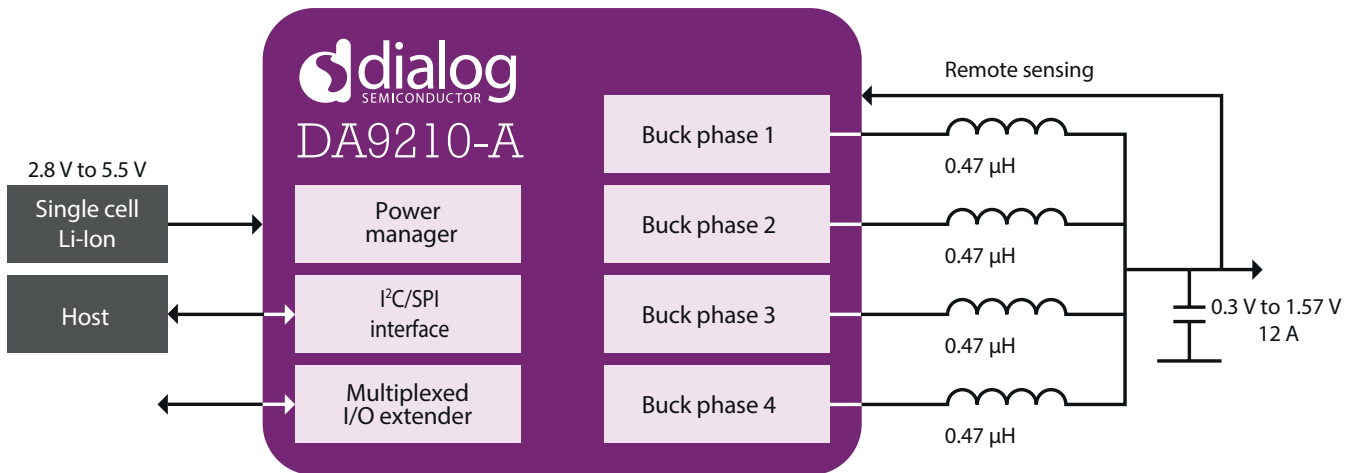 dialog
SEMICONDUCTOR
DA9210-A
2.8 V to 5.5 V
Single cell
Li-Ion
Host
Power
manager
I²C/SPI
interface
Multiplexed
I/O extender
Buck phase 1
Buck phase 2
Buck phase 3
Buck phase 4
Remote sensing
0.47 μH
0.47 μH
0.47 μH
0.47 μH
0.3 V to 1.57 V
12 A